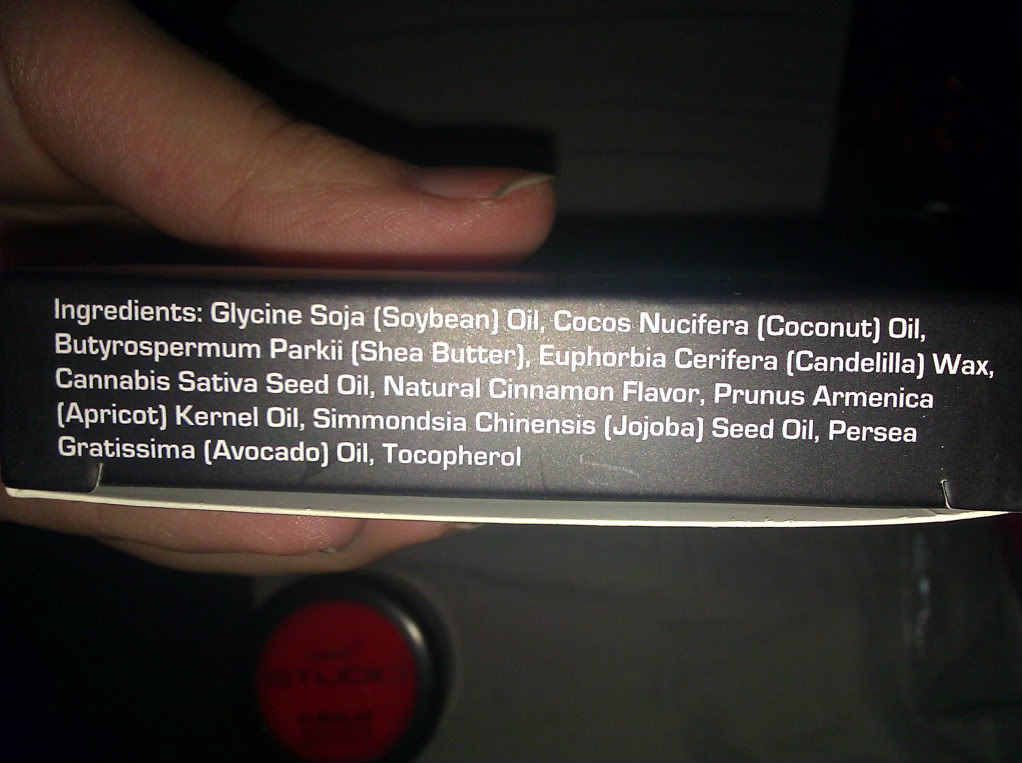 Ingredients: Glycine Soja (Soybean) Oil, Cocos Nucifera (Coconut) Oil,
Butyrospermum Parkii (Shea Butter), Euphorbia Cerifera (Candelilla) Wax,
Cannabis Sativa Seed Oil, Natural Cinnamon Flavor, Prunus Armenica
(Apricot) Kernel Oil, Simmondsia Chinensis (Jojoba) Seed Oil, Persea
Gratissima (Avocado) Oil, Tocopherol